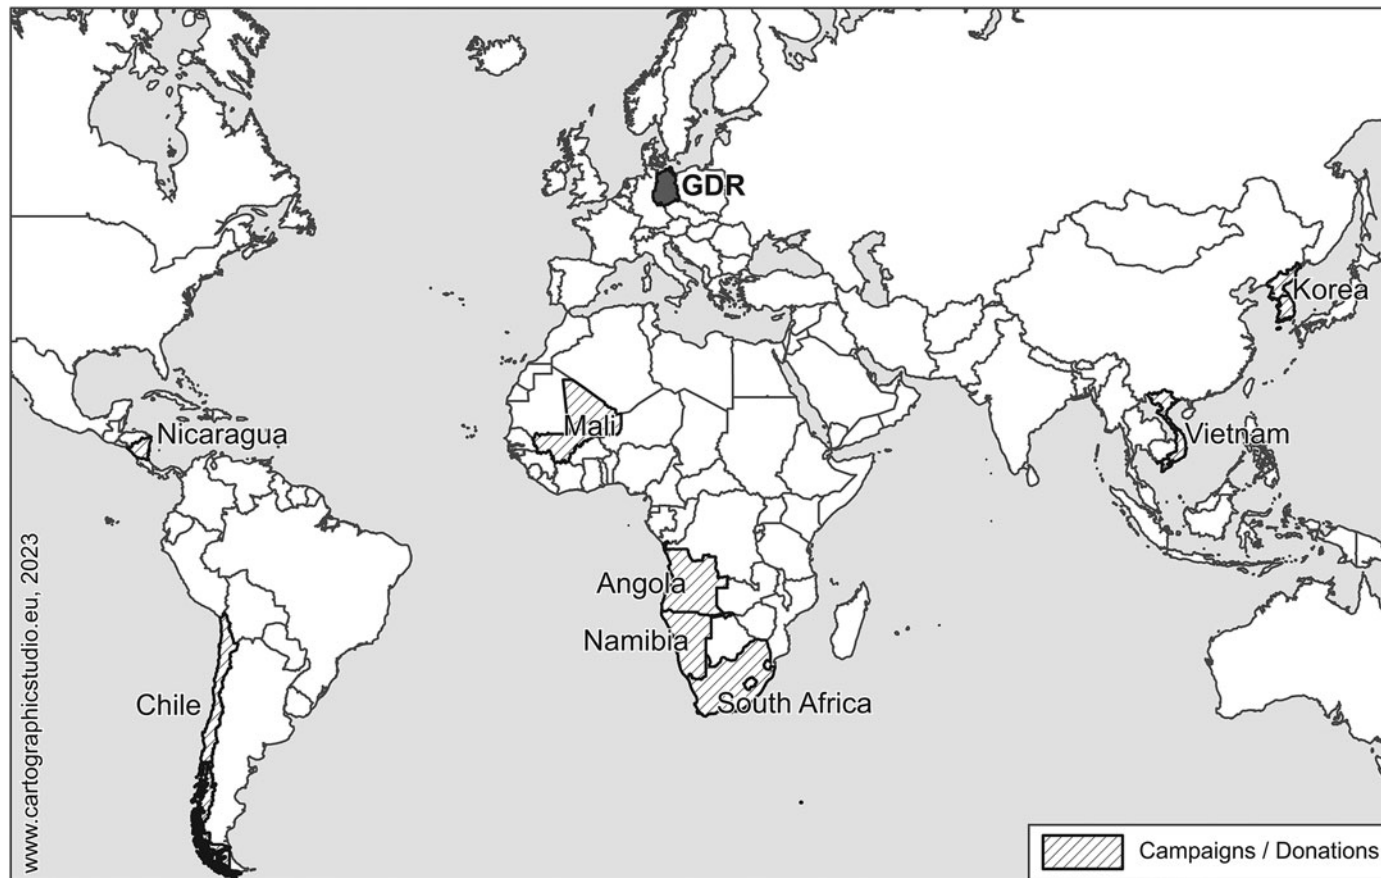 GDR
Korea
Nicaragua
Mali
Vietnam
Angola
Namibia
Chile
South Africa
www.cartographicstudio.eu, 2023
Campaigns / Donations